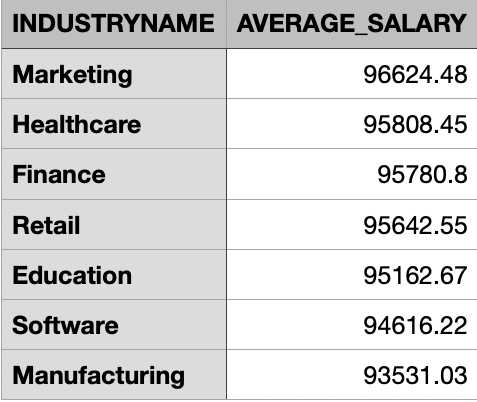 INDUSTRYNAME AVERAGE_SALARY
Marketing 96624.48
Healthcare 95808.45
Finance 95780.8
Retail 95642.55
Education 95162.67
Software 94616.22
Manufacturing 93531.03